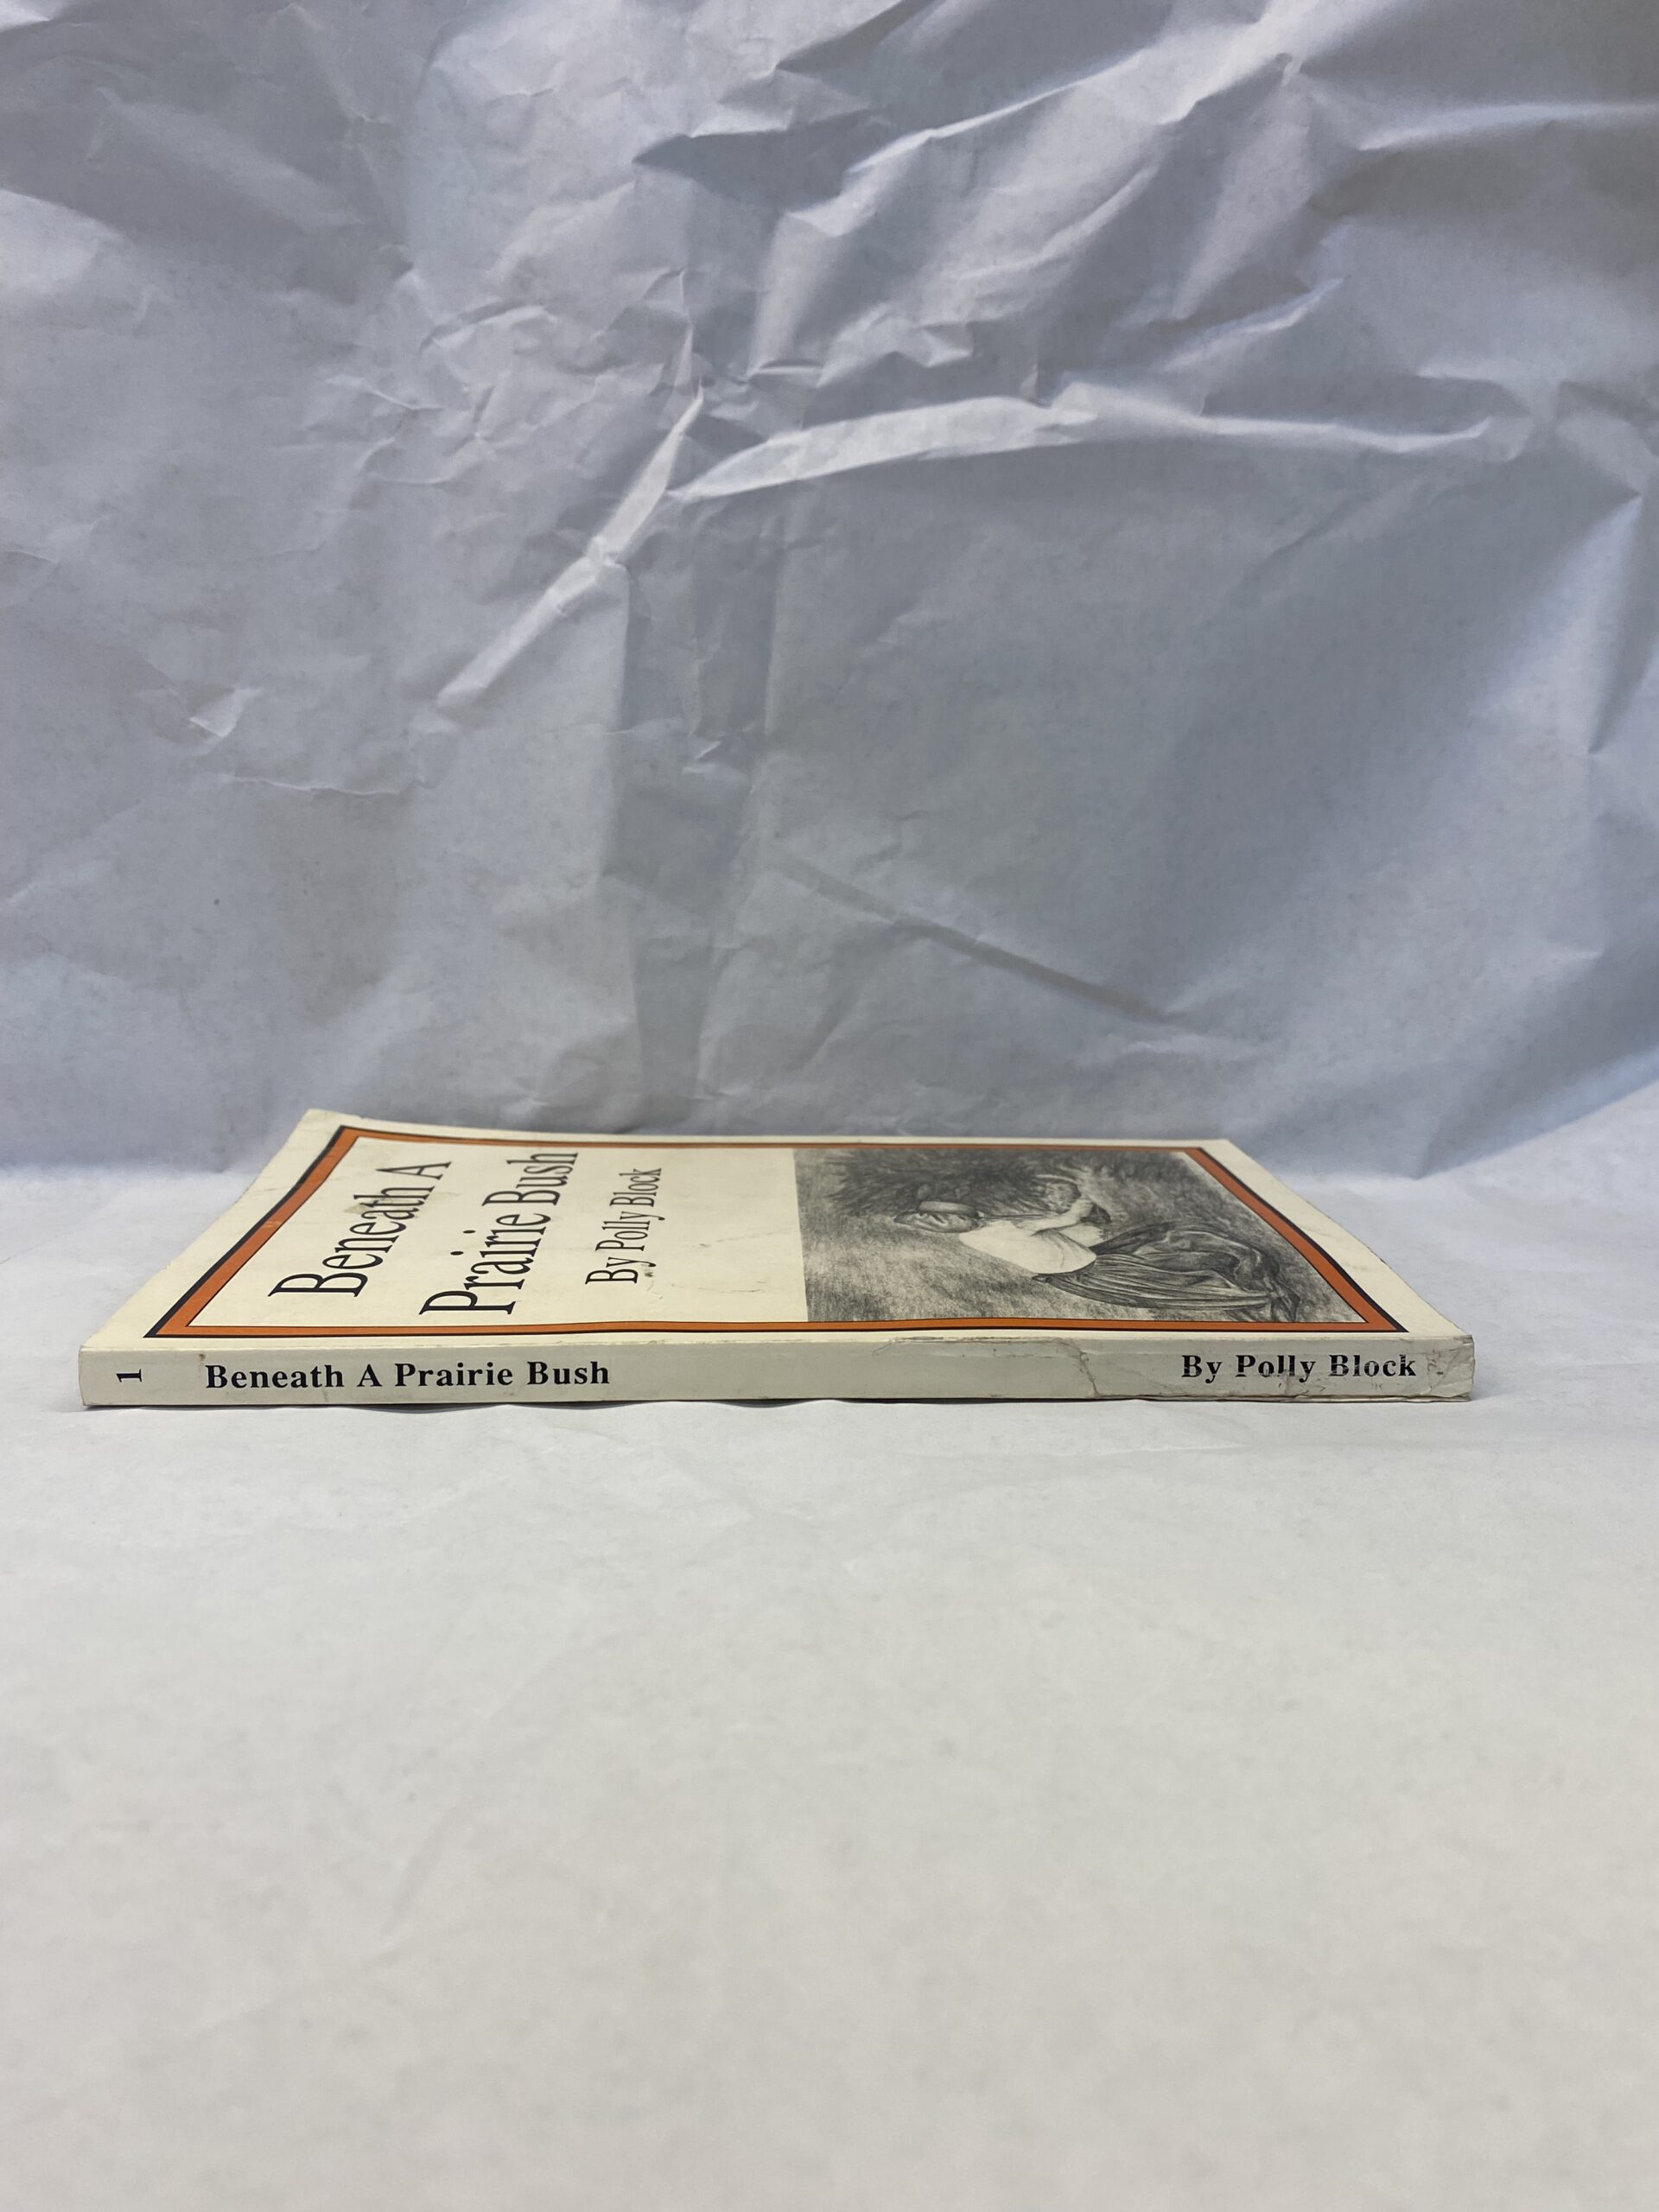 Beneath A
Prairie Bush
By Polly Block
1 Beneath A Prairie Bush By Polly Block